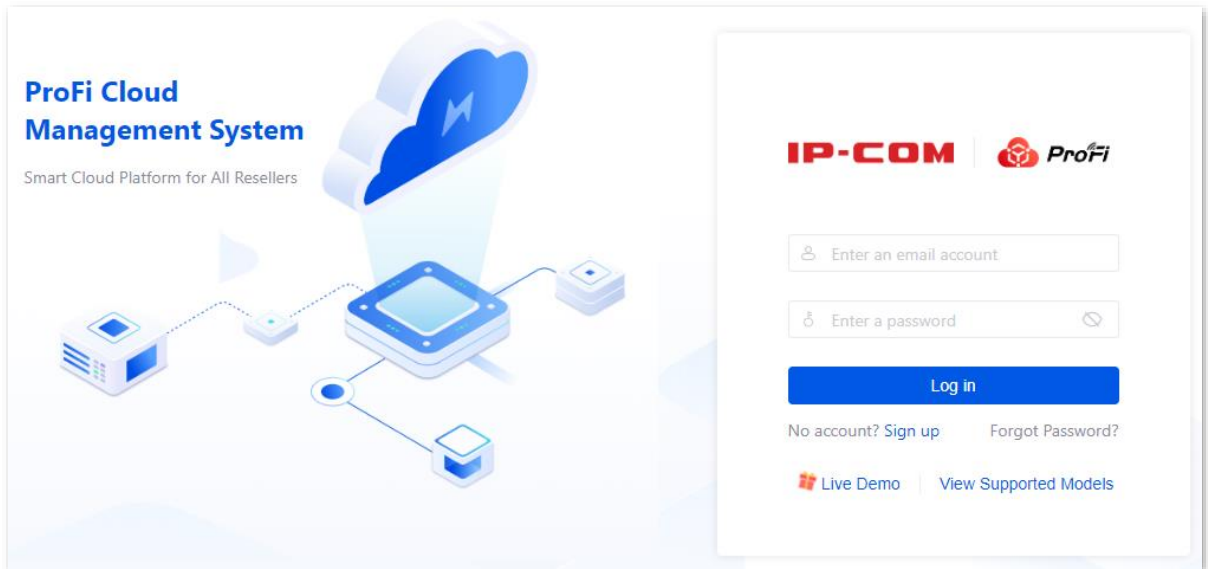 ProFi Cloud
Management System
Smart Cloud Platform for All Resellers
IP-COM ProFi
Enter an email account
Enter a password
Log in
No account? Sign up Forgot Password?
Live Demo View Supported Models